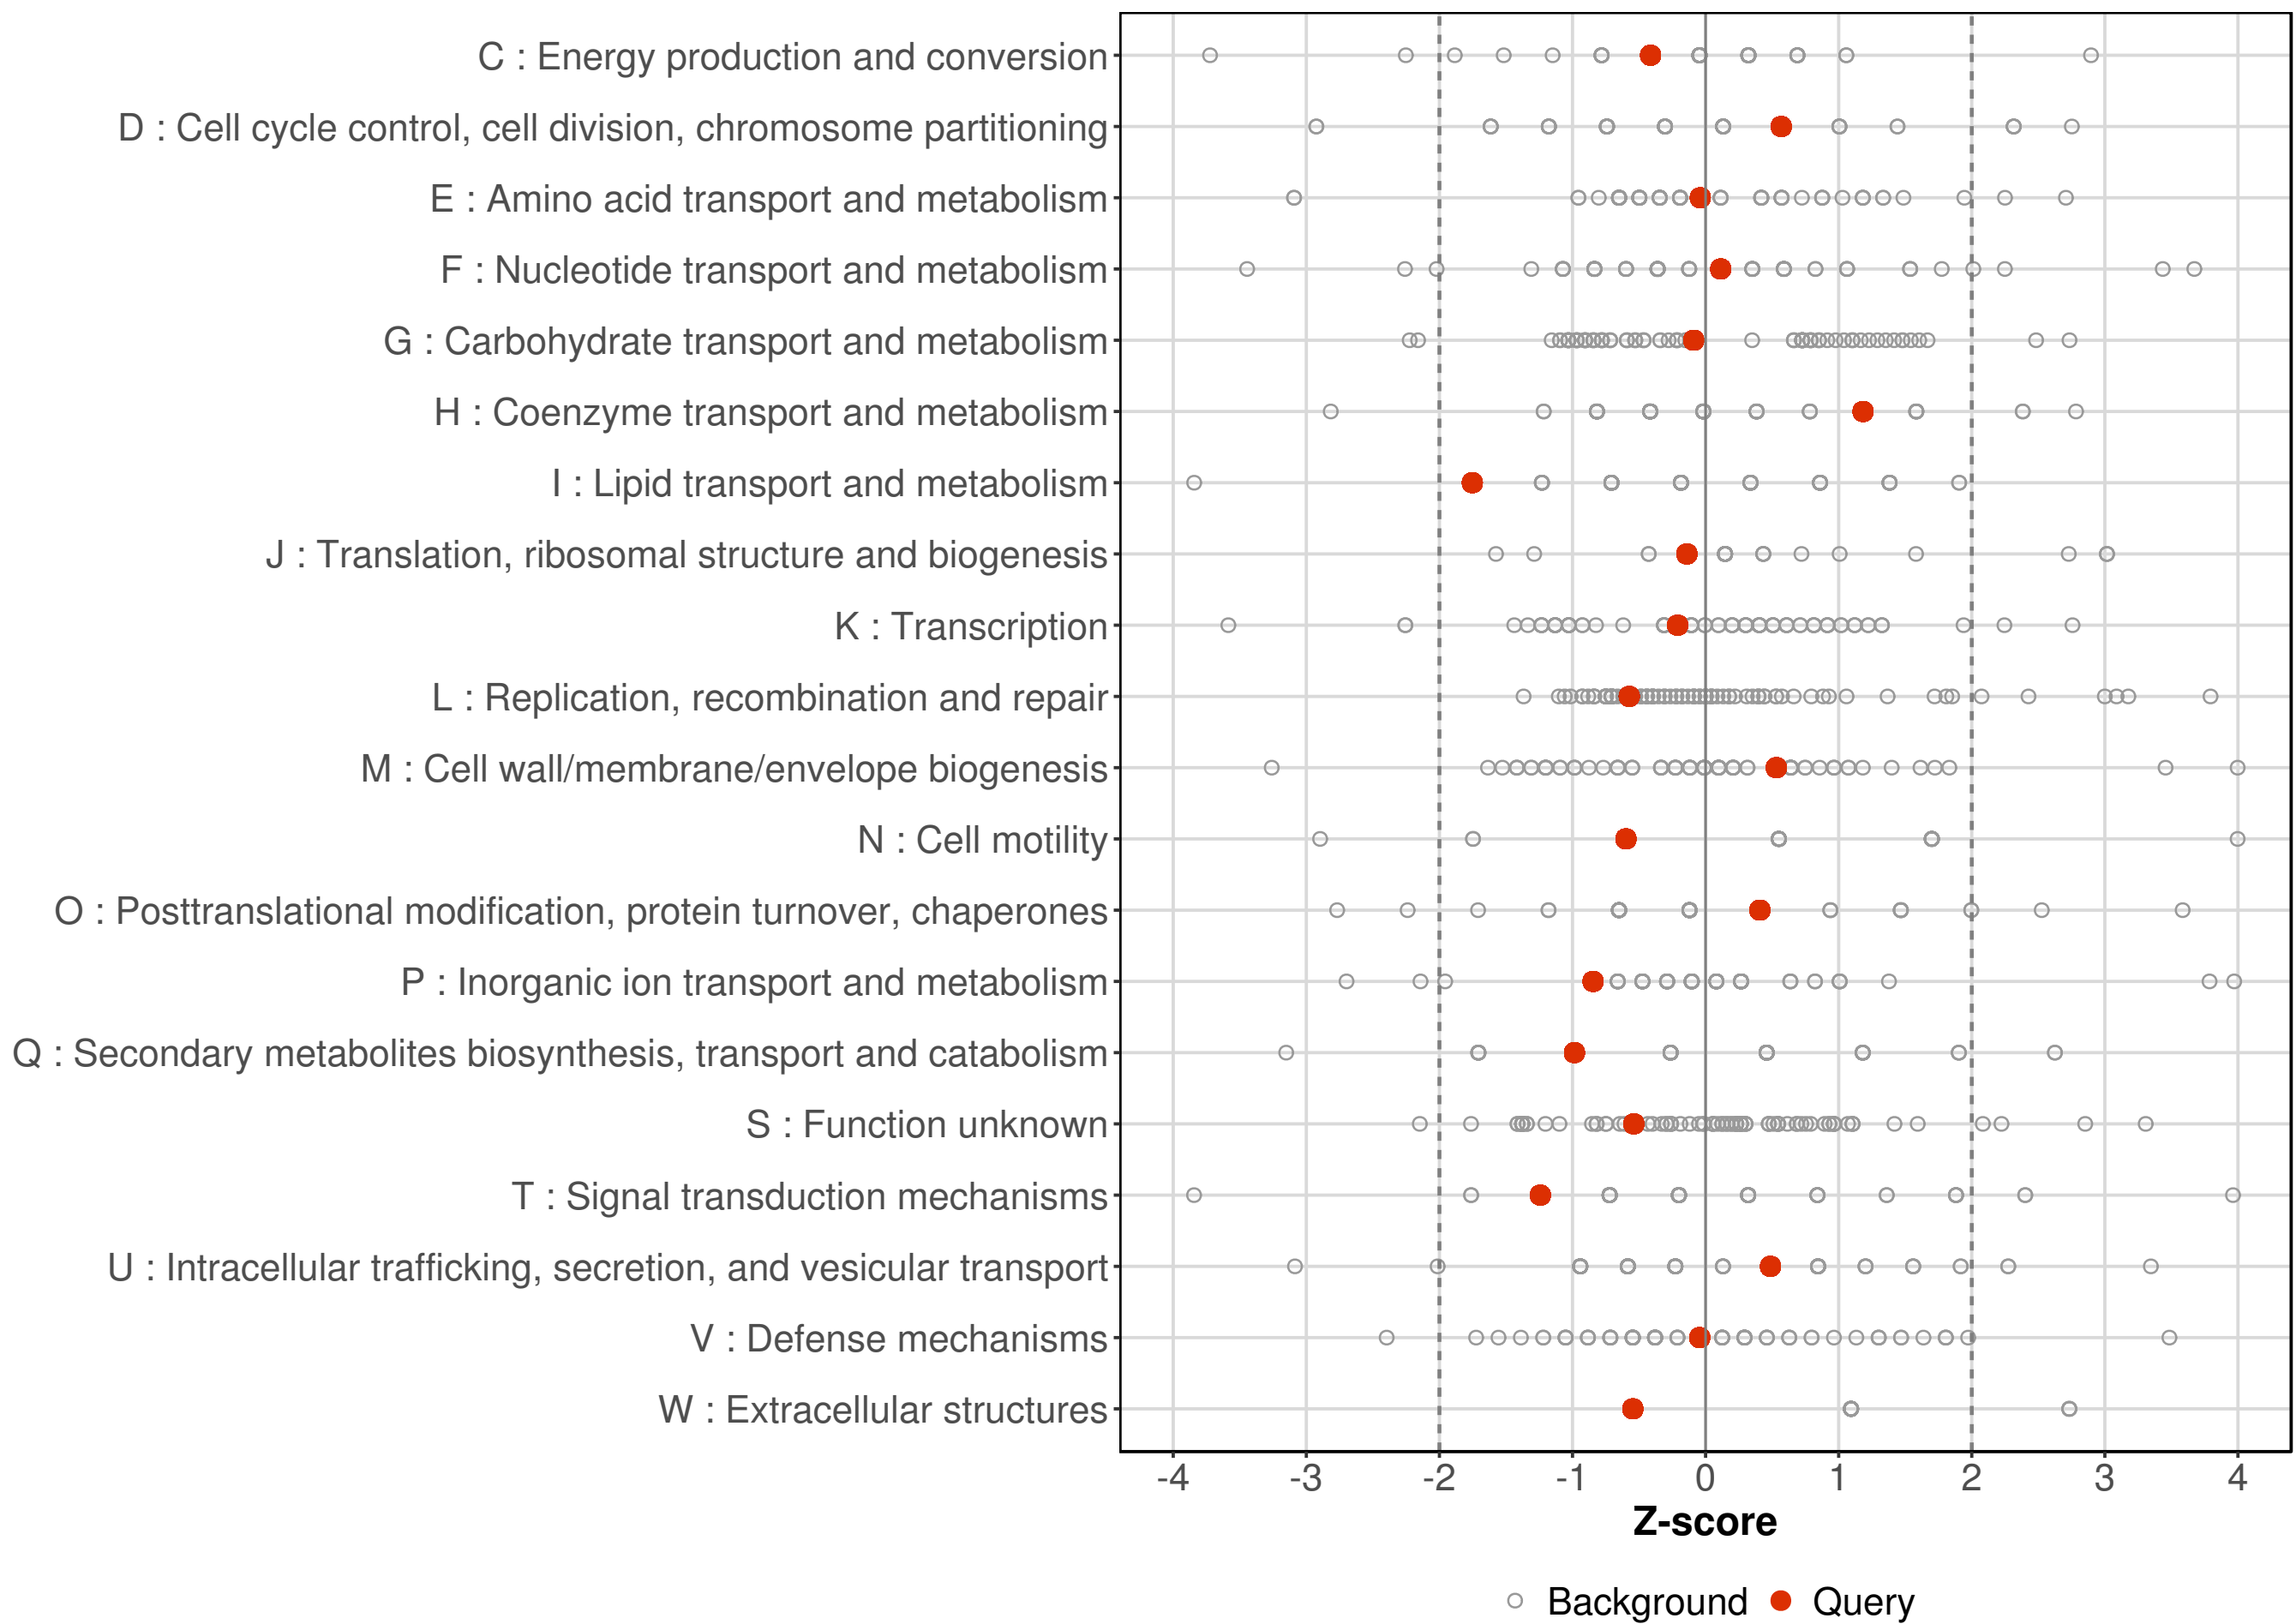 C : Energy production and conversion
D : Cell cycle control, cell division, chromosome partitioning
E : Amino acid transport and metabolism
F : Nucleotide transport and metabolism
G : Carbohydrate transport and metabolism
H : Coenzyme transport and metabolism
I : Lipid transport and metabolism
J : Translation, ribosomal structure and biogenesis
K : Transcription
L : Replication, recombination and repair
M : Cell wall/membrane/envelope biogenesis
N : Cell motility
O : Posttranslational modification, protein turnover, chaperones
P : Inorganic ion transport and metabolism
Q : Secondary metabolites biosynthesis, transport and catabolism
S : Function unknown
T : Signal transduction mechanisms
U : Intracellular trafficking, secretion, and vesicular transport
V : Defense mechanisms
W : Extracellular structures
-4 -3 -2 -1 0 1 2 3 4
Z-score
Background Query